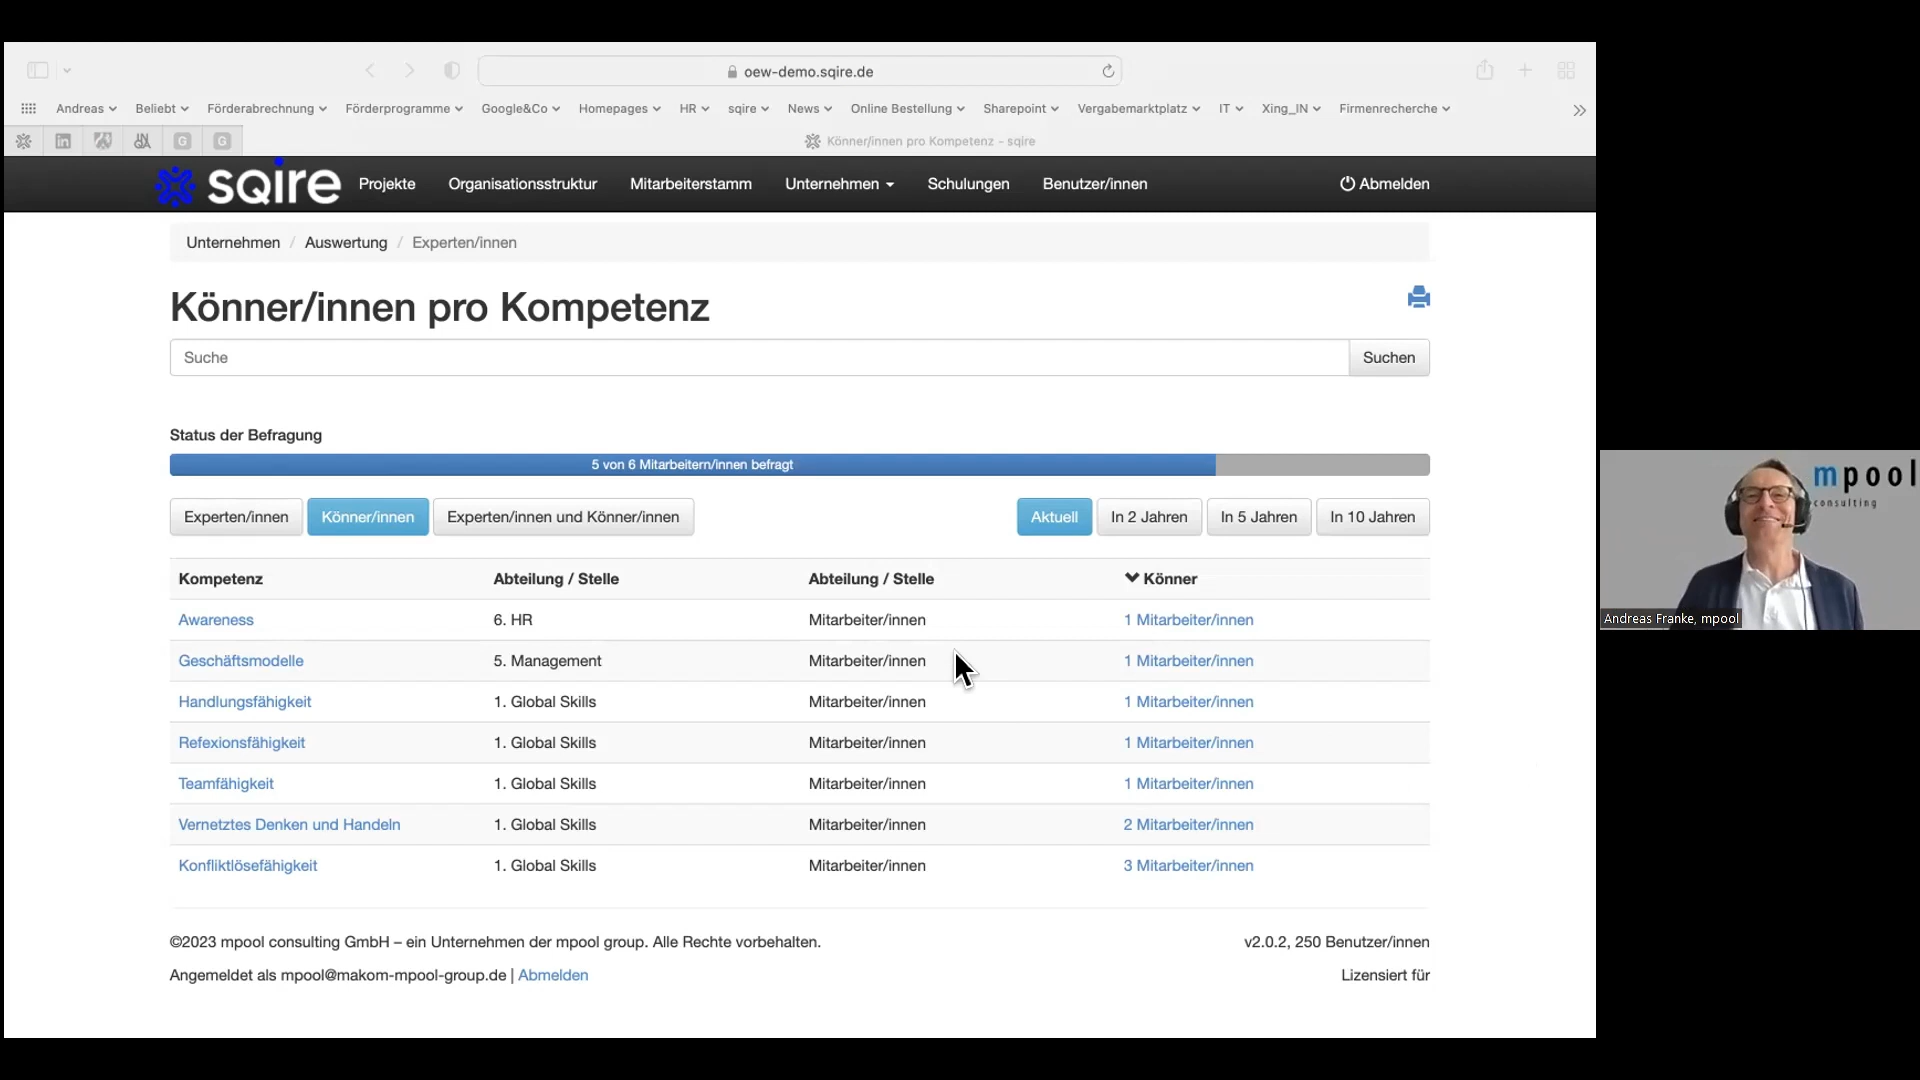 oew-demo.sqire.de
Andreas Beliebt Förderabrechnung Förderprogramme Google&Co Homepages HR sqire News Online Bestellung Sharepoint Vergabemarktplatz IT Xing_IN Firmenrecherche
Könner/innen pro Kompetenz - sqire
sqire Projekte Organisationsstruktur Mitarbeiterstamm Unternehmen Schulungen Benutzer/innen Abmelden
Unternehmen / Auswertung / Experten/innen
Könner/innen pro Kompetenz
Suche Suchen
Status der Befragung
5 von 6 Mitarbeitern/innen befragt
Experten/innen Könner/innen Experten/innen und Könner/innen Aktuell In 2 Jahren In 5 Jahren In 10 Jahren
Kompetenz Abteilung / Stelle Abteilung / Stelle Könner
Awareness 6. HR Mitarbeiter/innen 1 Mitarbeiter/innen
Geschäftsmodelle 5. Management Mitarbeiter/innen 1 Mitarbeiter/innen
Handlungsfähigkeit 1. Global Skills Mitarbeiter/innen 1 Mitarbeiter/innen
Refexionsfähigkeit 1. Global Skills Mitarbeiter/innen 1 Mitarbeiter/innen
Teamfähigkeit 1. Global Skills Mitarbeiter/innen 1 Mitarbeiter/innen
Vernetztes Denken und Handeln 1. Global Skills Mitarbeiter/innen 2 Mitarbeiter/innen
Konfliktlösefähigkeit 1. Global Skills Mitarbeiter/innen 3 Mitarbeiter/innen
©2023 mpool consulting GmbH – ein Unternehmen der mpool group. Alle Rechte vorbehalten. v2.0.2, 250 Benutzer/innen
Angemeldet als mpool@makom-mpool-group.de | Abmelden Lizensiert für
mpool
consulting
Andreas Franke, mpool